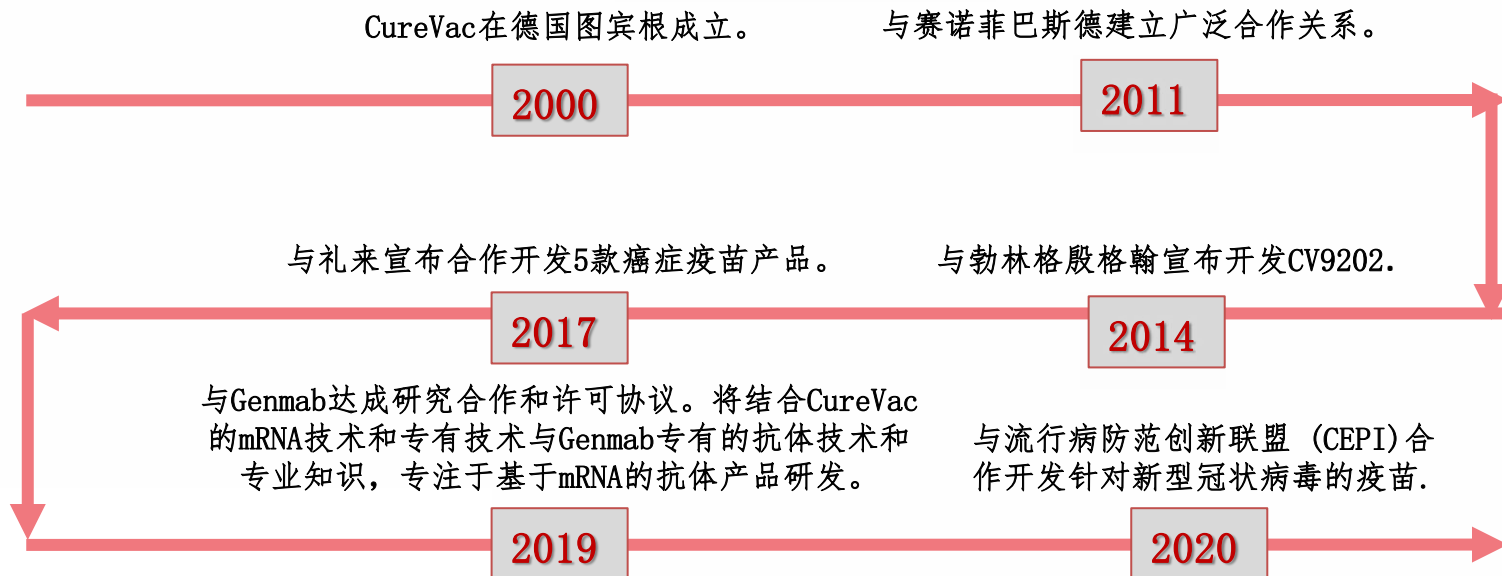 CureVac在德国图宾根成立。
与赛诺菲巴斯德建立广泛合作关系。
2000
2011
与礼来宣布合作开发5款癌症疫苗产品。
与勃林格殷格翰宣布开发CV9202.
2017
2014
与Genmab达成研究合作和许可协议。将结合CureVac
的mRNA技术和专有技术与Genmab专有的抗体技术和
专业知识，专注于基于mRNA的抗体产品研发。
与流行病防范创新联盟 (CEPI)合
作开发针对新型冠状病毒的疫苗.
2019
2020